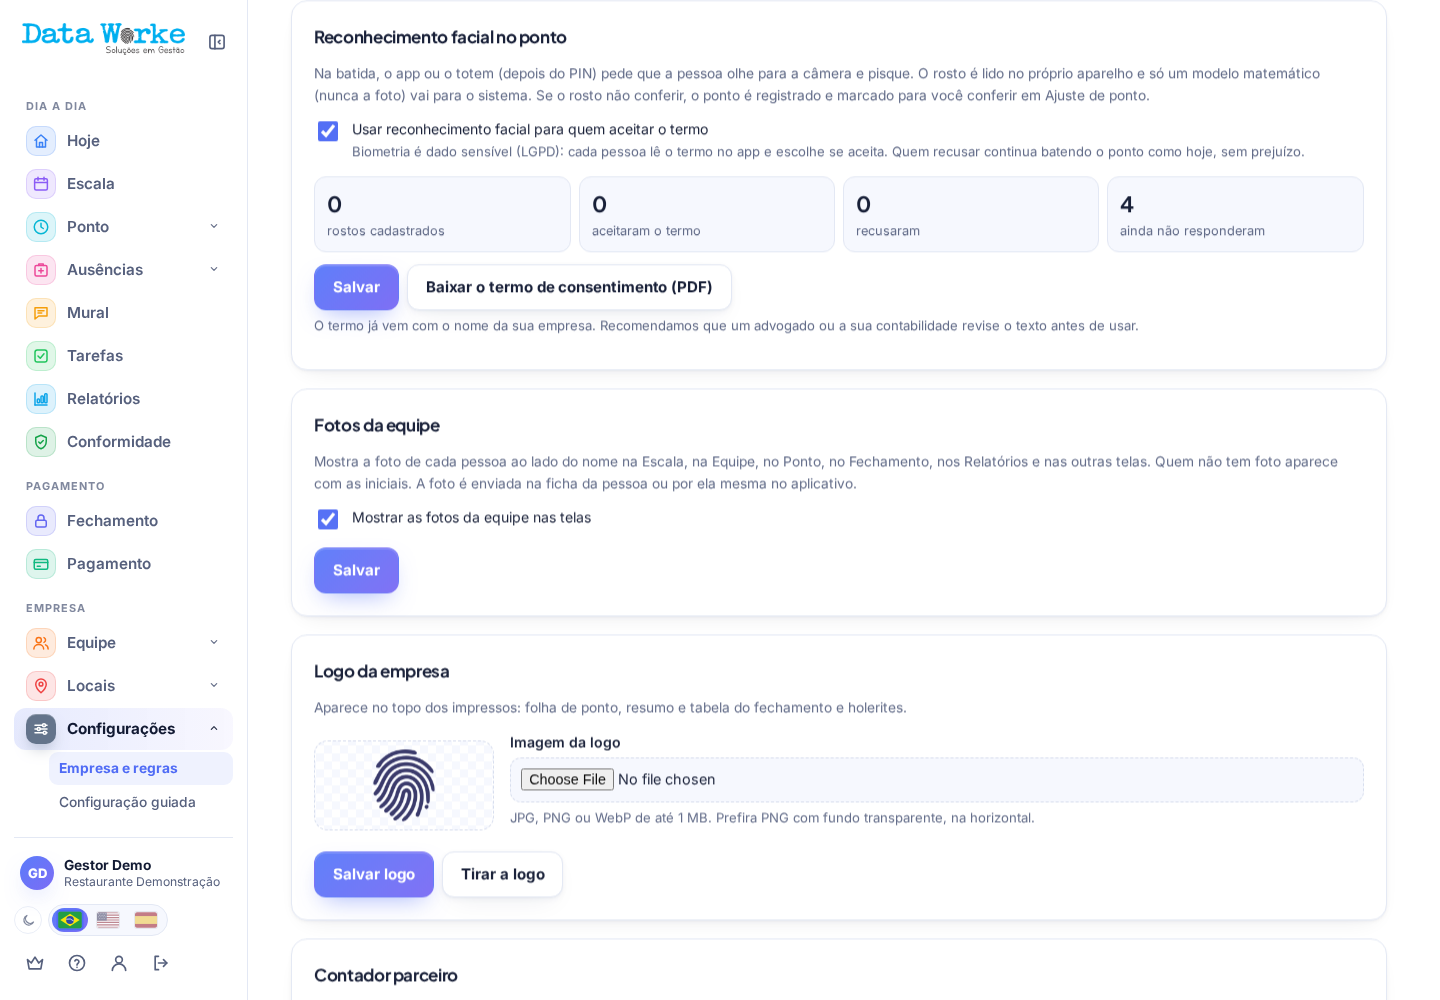 Data Worke
Soluções em Gestão
DIA A DIA
Hoje
Escala
Ponto
Ausências
Mural
Tarefas
Relatórios
Conformidade
PAGAMENTO
Fechamento
Pagamento
EMPRESA
Equipe
Locais
Configurações
Empresa e regras
Configuração guiada
GD
Gestor Demo
Restaurante Demonstração
Reconhecimento facial no ponto
Na batida, o app ou o totem (depois do PIN) pede que a pessoa olhe para a câmera e pisque. O rosto é lido no próprio aparelho e só um modelo matemático
(nunca a foto) vai para o sistema. Se o rosto não conferir, o ponto é registrado e marcado para você conferir em Ajuste de ponto.
Usar reconhecimento facial para quem aceitar o termo
Biometria é dado sensível (LGPD): cada pessoa lê o termo no app e escolhe se aceita. Quem recusar continua batendo o ponto como hoje, sem prejuízo.
0
rostos cadastrados
0
aceitaram o termo
0
recusaram
4
ainda não responderam
Salvar
Baixar o termo de consentimento (PDF)
O termo já vem com o nome da sua empresa. Recomendamos que um advogado ou a sua contabilidade revise o texto antes de usar.
Fotos da equipe
Mostra a foto de cada pessoa ao lado do nome na Escala, na Equipe, no Ponto, no Fechamento, nos Relatórios e nas outras telas. Quem não tem foto aparece
com as iniciais. A foto é enviada na ficha da pessoa ou por ela mesma no aplicativo.
Mostrar as fotos da equipe nas telas
Salvar
Logo da empresa
Aparece no topo dos impressos: folha de ponto, resumo e tabela do fechamento e holerites.
Imagem da logo
Choose File No file chosen
JPG, PNG ou WebP de até 1 MB. Prefira PNG com fundo transparente, na horizontal.
Salvar logo
Tirar a logo
Contador parceiro